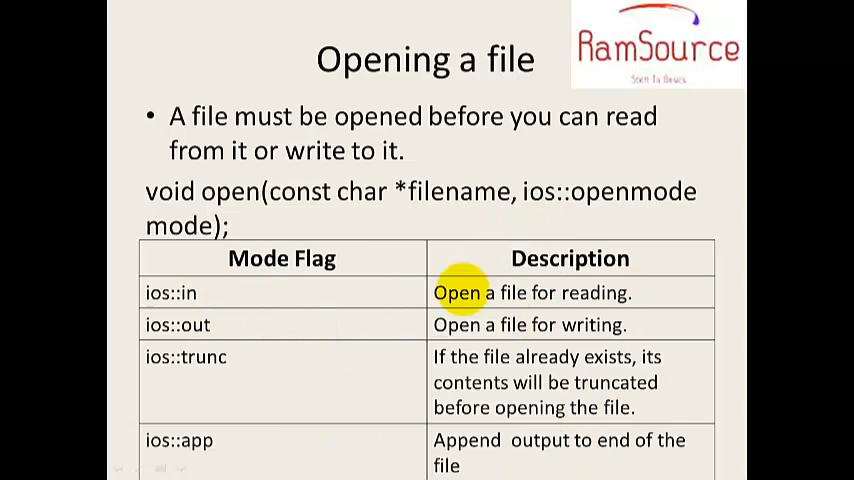 Opening a file
RamSource
• A file must be opened before you can read
from it or write to it.
void open(const char *filename, ios::openmode
mode);
Mode Flag Description
ios::in Open a file for reading.
ios::out Open a file for writing.
ios::trunc If the file already exists, its
contents will be truncated
before opening the file.
ios::app Append output to end of the
file